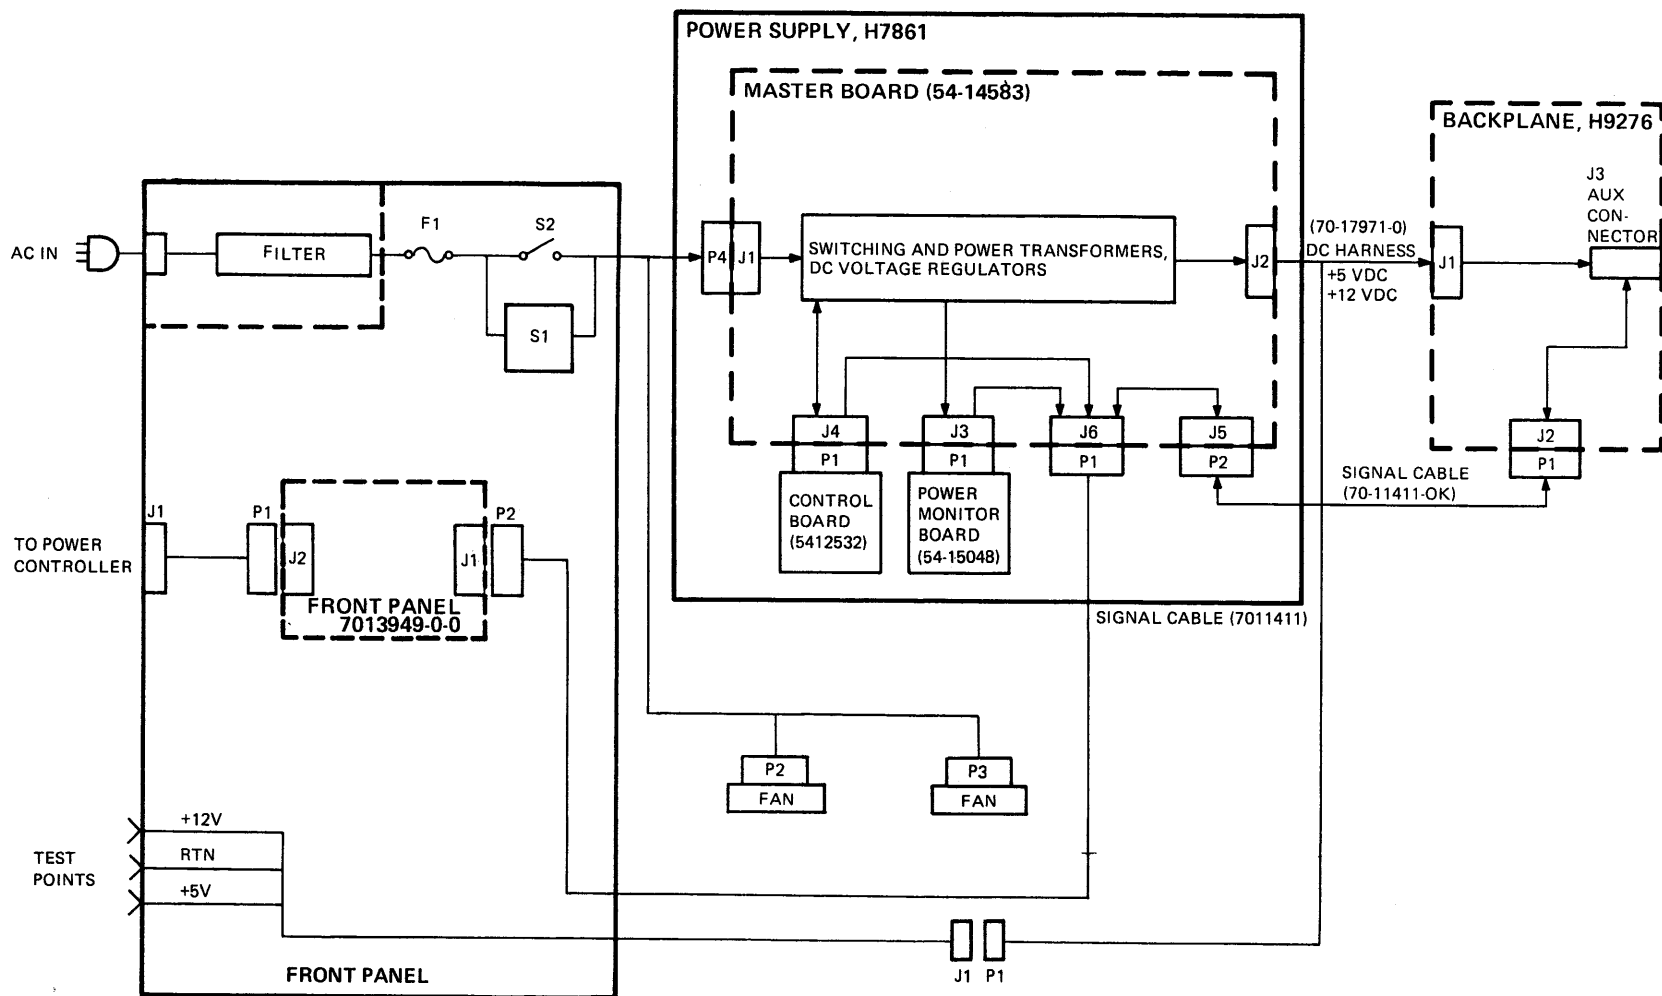 POWER SUPPLY, H7861
MASTER BOARD (54-14583)
BACKPLANE, H9276
J3
AUX
CON-
NECTOR
AC IN
FILTER
F1
S2
S1
P4
J1
SWITCHING AND POWER TRANSFORMERS,
DC VOLTAGE REGULATORS
J2
(70-17971-0)
DC HARNESS
+5 VDC
+12 VDC
J1
J4
P1
J3
P1
J6
P1
J5
P2
J2
P1
CONTROL
BOARD
(5412532)
POWER
MONITOR
BOARD
(54-15048)
SIGNAL CABLE
(70-11411-OK)
SIGNAL CABLE (7011411)
TO POWER
CONTROLLER
J1
P1
J2
J1
P2
FRONT PANEL
7013949-0-0
P2
FAN
P3
FAN
TEST
POINTS
+12V
RTN
+5V
J1
P1
FRONT PANEL